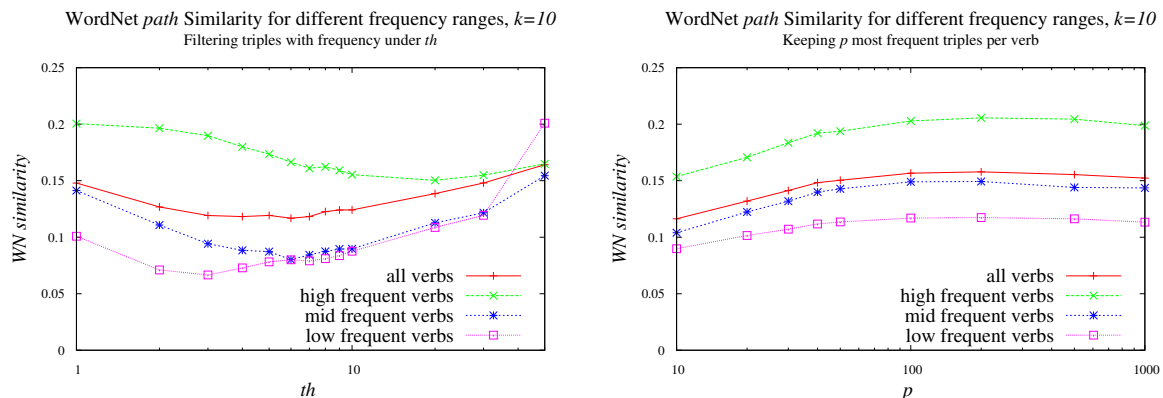 WordNet path Similarity for different frequency ranges, k=10
Filtering triples with frequency under th
0.25
0.2
0.15
0.1
0.05
0
WN similarity
all verbs
high frequent verbs
mid frequent verbs
low frequent verbs
1
10
th
WordNet path Similarity for different frequency ranges, k=10
Keeping p most frequent triples per verb
0.25
0.2
0.15
0.1
0.05
0
WN similarity
all verbs
high frequent verbs
mid frequent verbs
low frequent verbs
10
100
1000
p